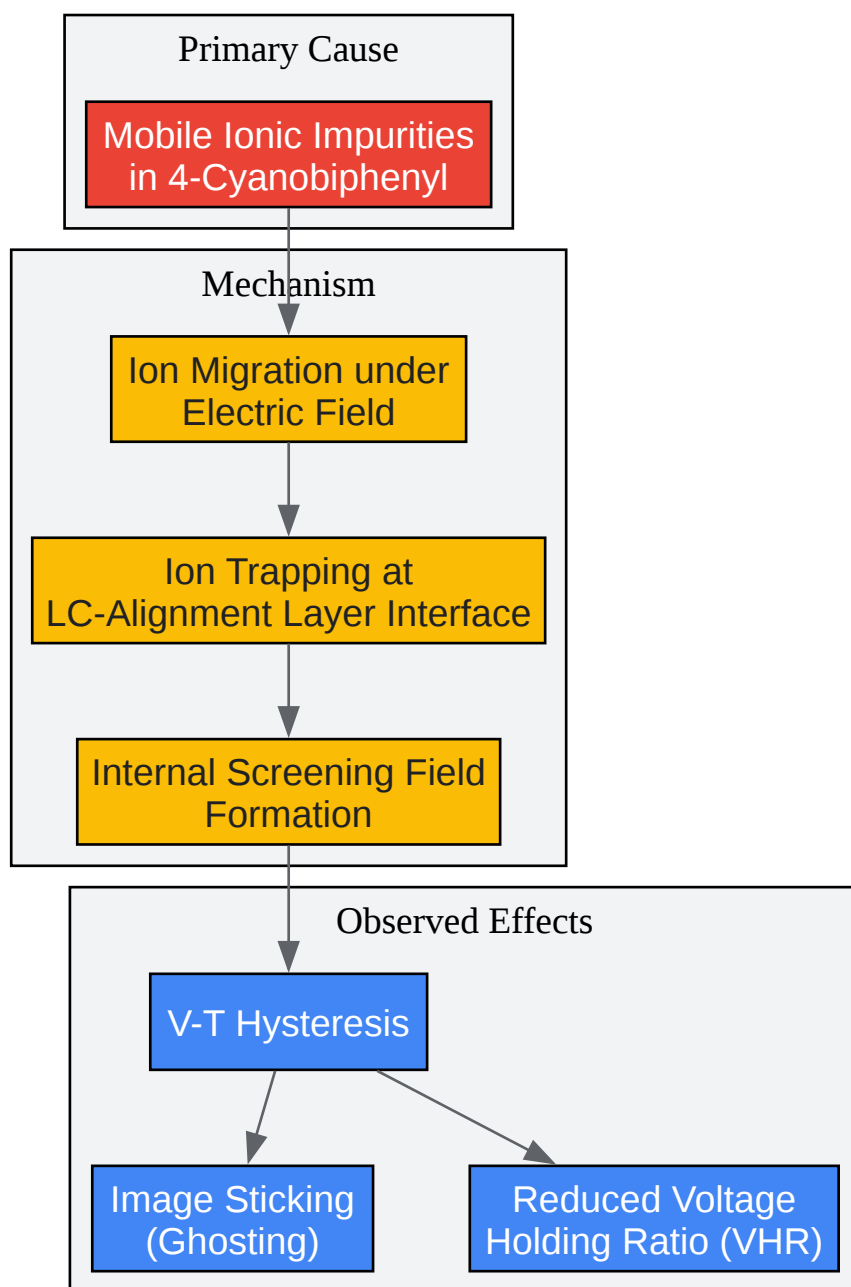 Primary Cause
Mobile Ionic Impurities
in 4-Cyanobiphenyl
Mechanism
Ion Migration under
Electric Field
Ion Trapping at
LC-Alignment Layer Interface
Internal Screening Field
Formation
Observed Effects
V-T Hysteresis
Image Sticking
(Ghosting)
Reduced Voltage
Holding Ratio (VHR)